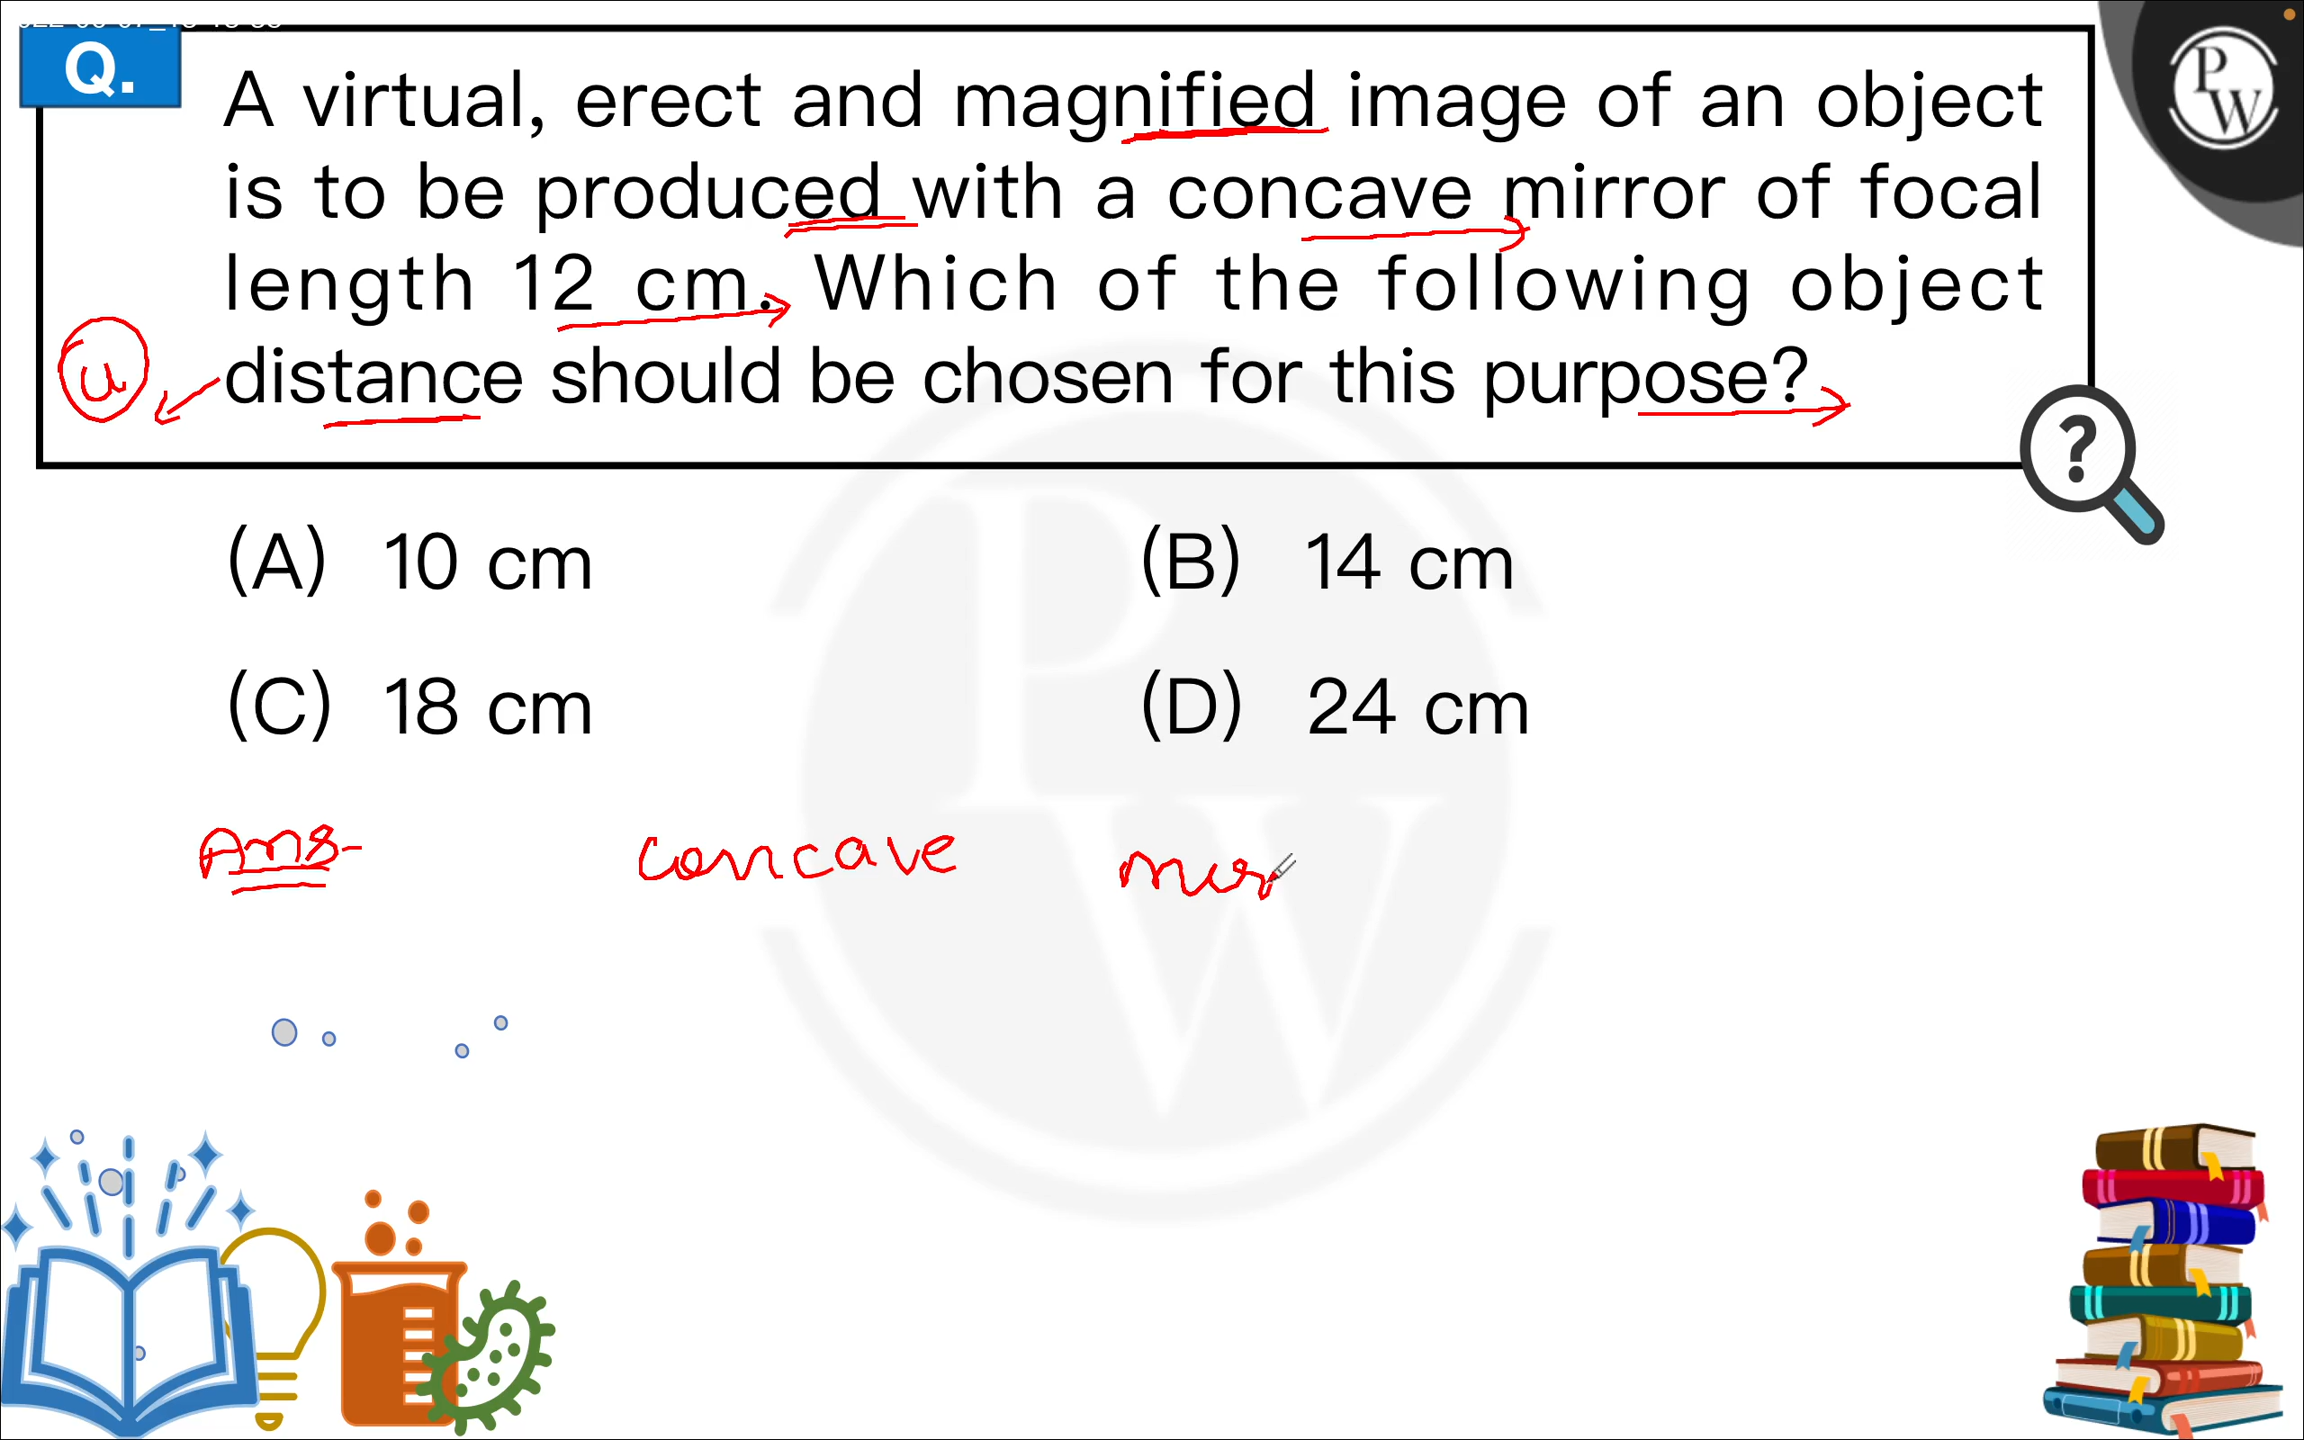 Q.
A virtual, erect and magnified image of an object
is to be produced with a concave mirror of focal
length 12 cm. Which of the following object
distance should be chosen for this purpose?
u
(A) 10 cm
(B) 14 cm
(C) 18 cm
(D) 24 cm
Ans-
concave
PW
?